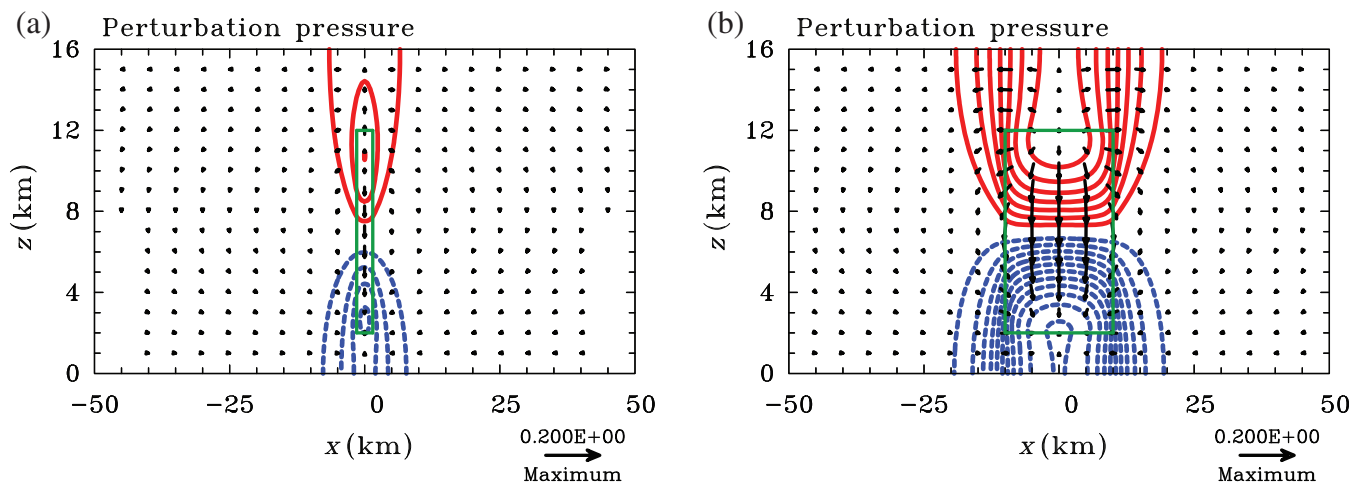 (a) Perturbation pressure
16
12
8
4
0
z (km)
−50 −25 0 25 50
x (km)
0.200E+00
Maximum
(b) Perturbation pressure
16
12
8
4
0
z (km)
−50 −25 0 25 50
x (km)
0.200E+00
Maximum